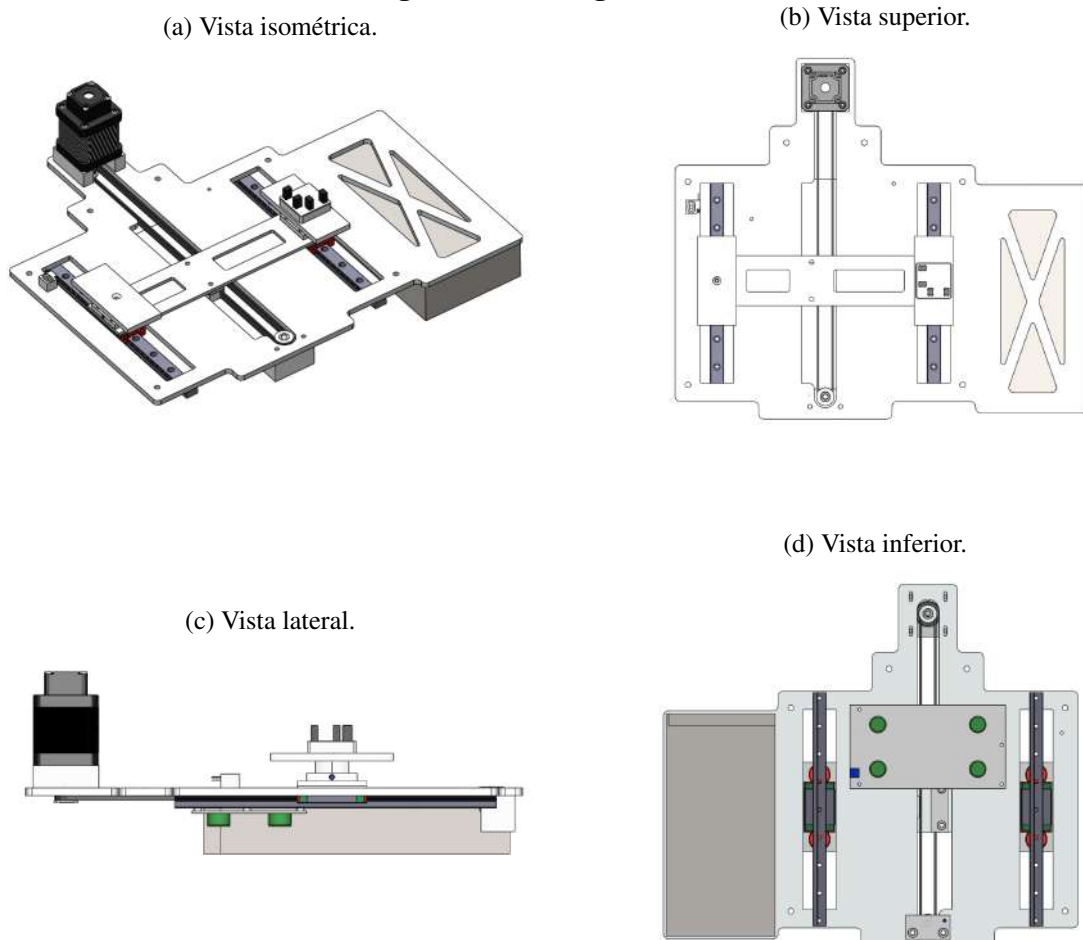 (a) Vista isométrica.
(b) Vista superior.
(c) Vista lateral.
(d) Vista inferior.